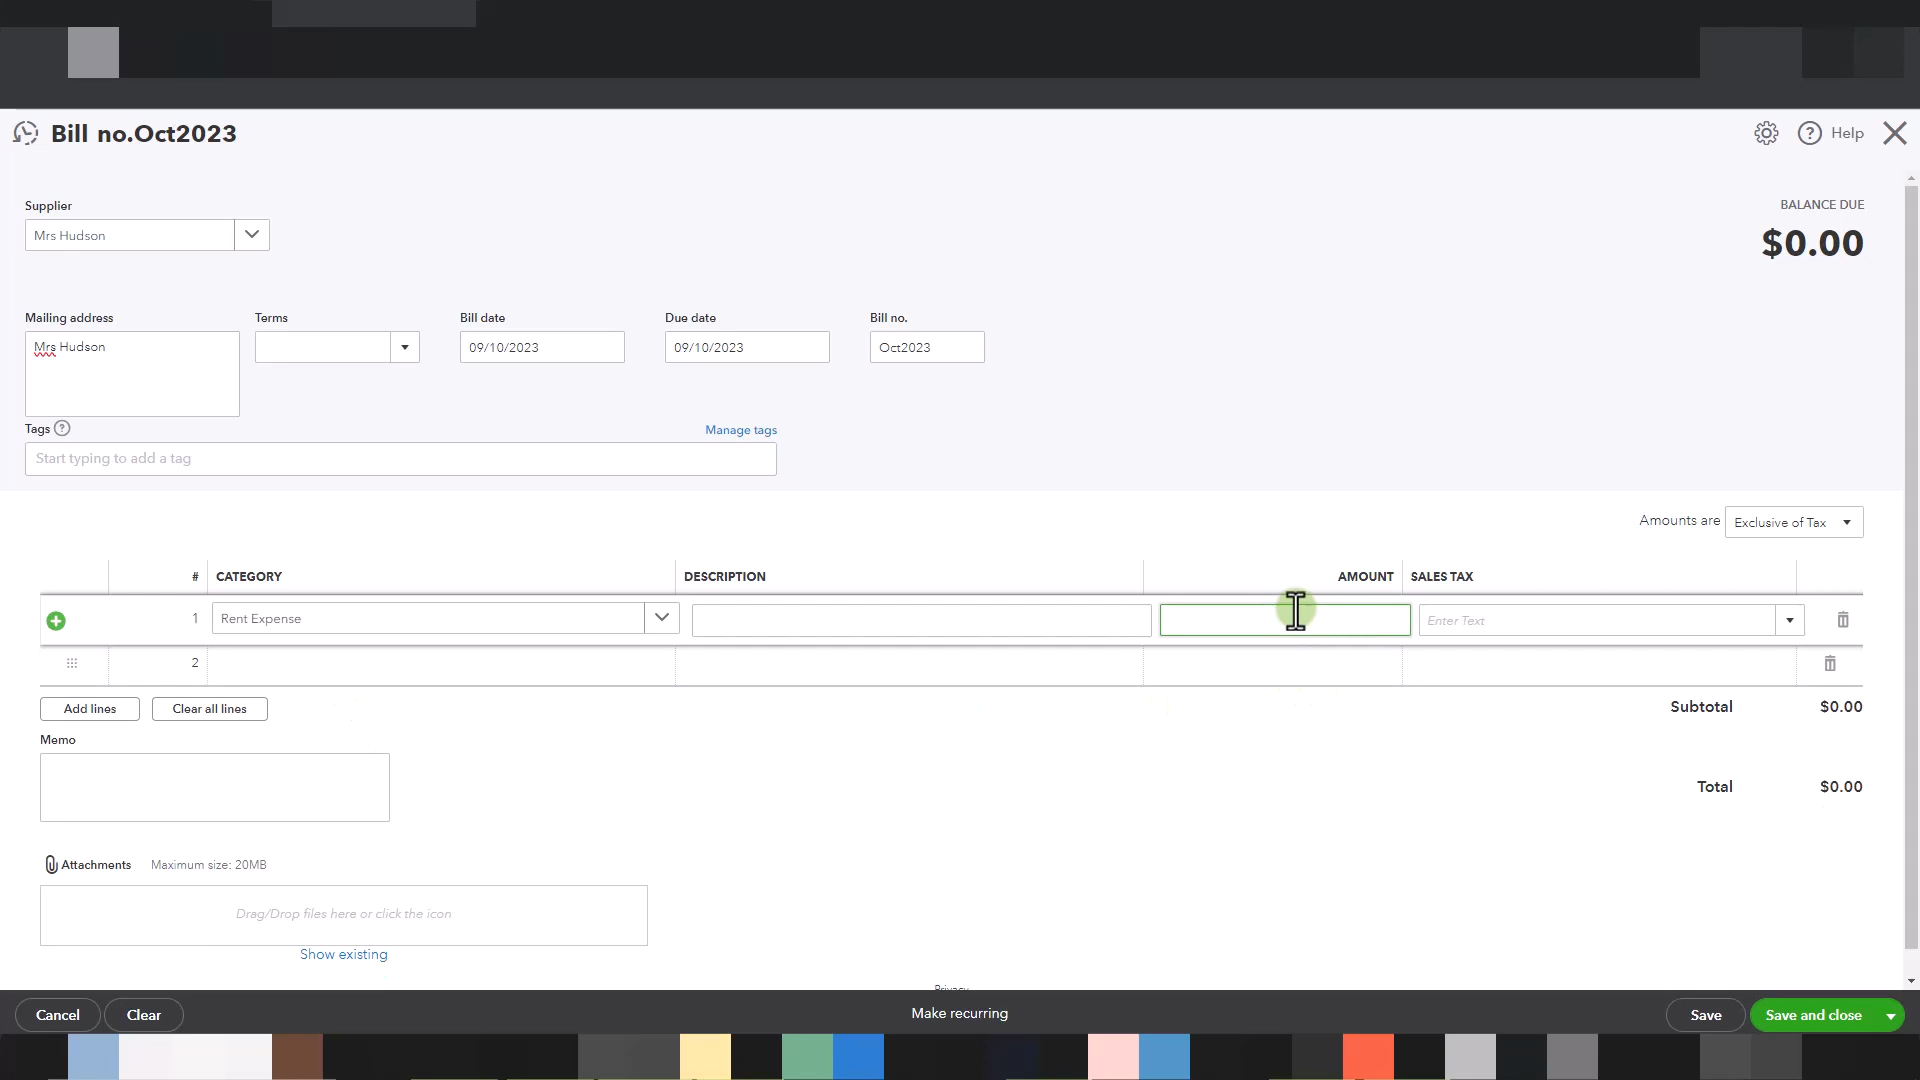 Bill no.Oct2023
Help
Supplier
BALANCE DUE
Mrs Hudson
$0.00
Mailing address
Terms
Bill date
Due date
Bill no.
Mrs Hudson
09/10/2023
09/10/2023
Oct2023
Tags
Manage tags
Start typing to add a tag
Amounts are
Exclusive of Tax
#
CATEGORY
DESCRIPTION
AMOUNT
SALES TAX
1
Rent Expense
Enter Text
2
Add lines
Clear all lines
Subtotal
$0.00
Memo
Total
$0.00
Attachments
Maximum size: 20MB
Drag/Drop files here or click the icon
Show existing
Privacy
Cancel
Clear
Make recurring
Save
Save and close